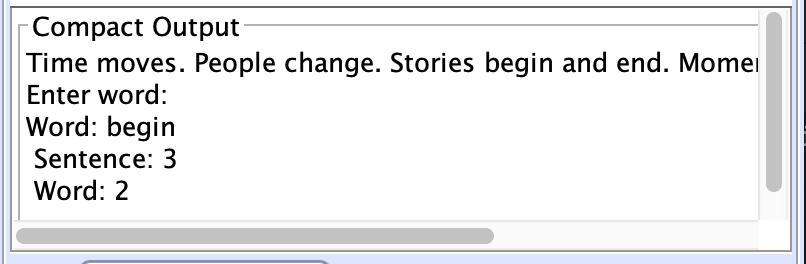 Compact Output
Time moves. People change. Stories begin and end.
Enter word:
Word: begin
Sentence: 3
Word: 2